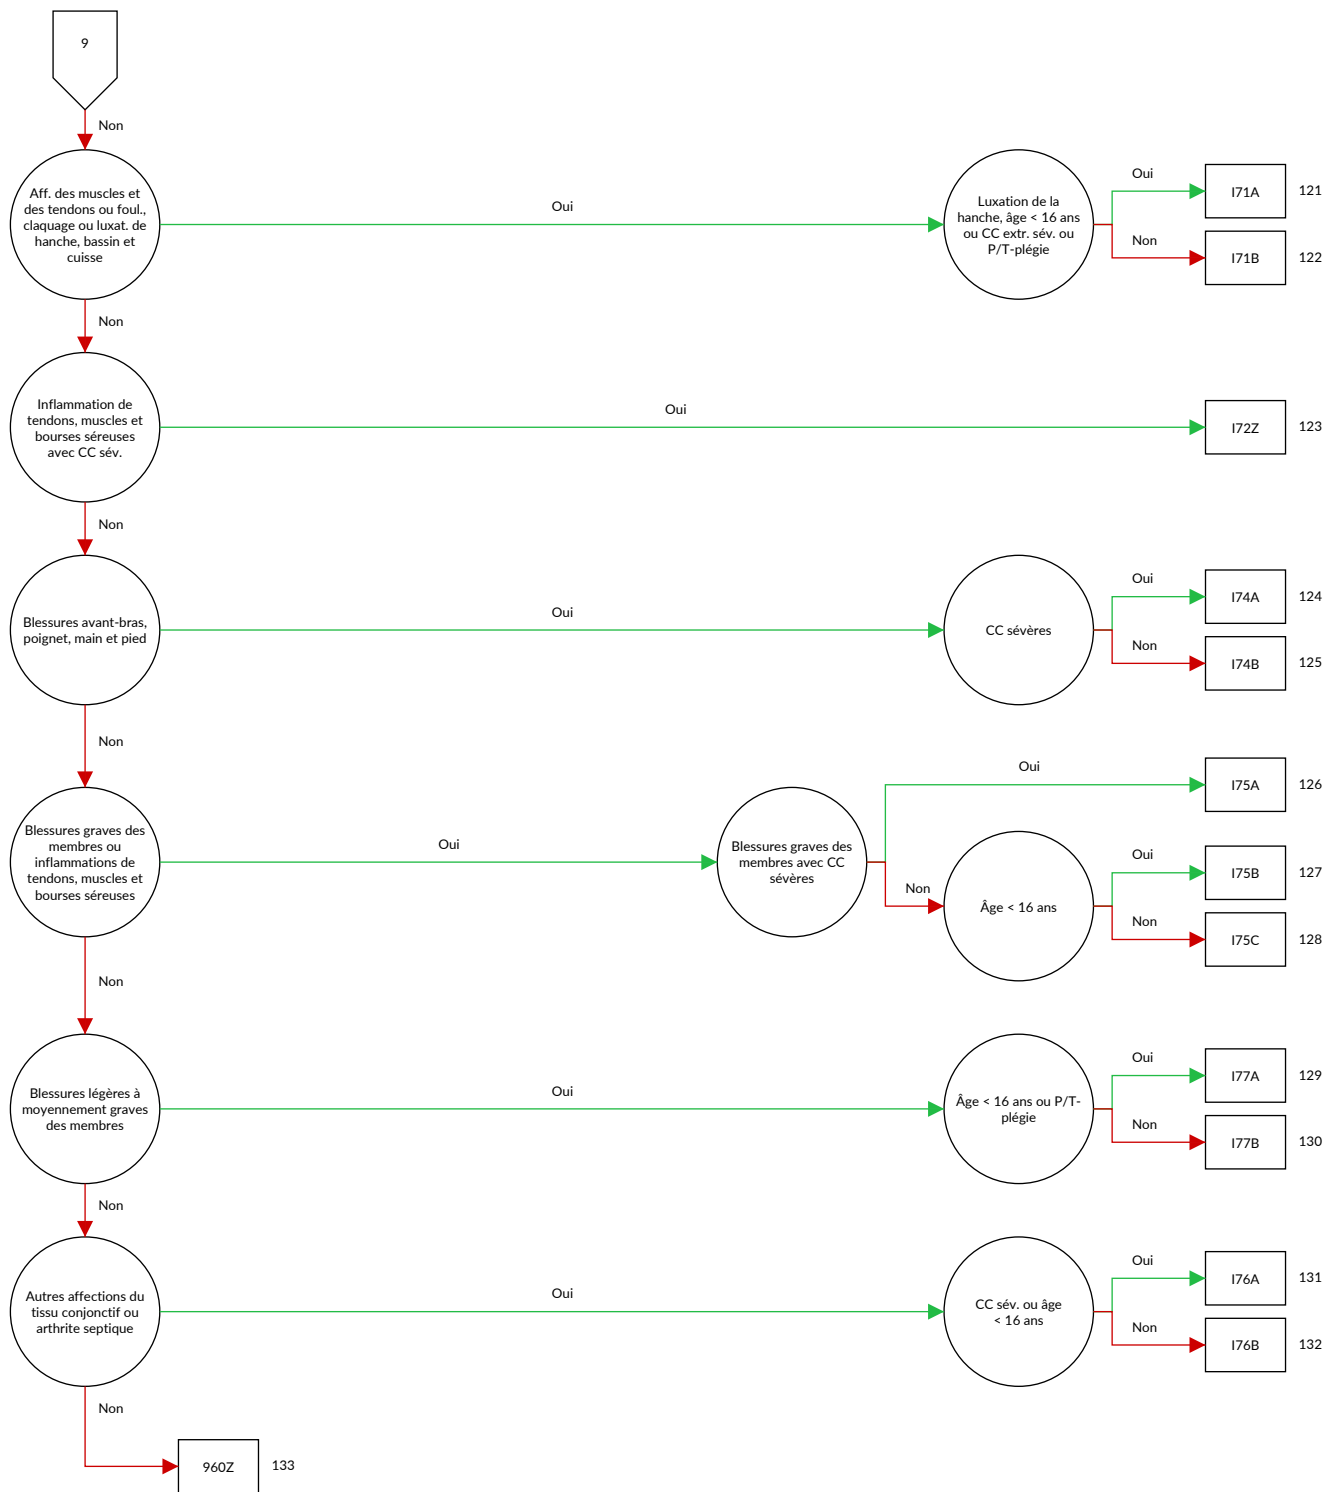 9
Non
Aff. des muscles et
des tendons ou foul.,
claquage ou luxat. de
hanche, bassin et
cuisse
Oui
Luxation de la
hanche, âge < 16 ans
ou CC extr. sév. ou
P/T-plégie
Oui
I71A
121
Non
I71B
122
Non
Inflammation de
tendons, muscles et
bourses séreuses
avec CC sév.
Oui
I72Z
123
Non
Blessures avant-bras,
poignet, main et pied
Oui
CC sévères
Oui
I74A
124
Non
I74B
125
Non
Blessures graves des
membres ou
inflammations de
tendons, muscles et
bourses séreuses
Oui
Blessures graves des
membres avec CC
sévères
Oui
I75A
126
Non
Âge < 16 ans
Oui
I75B
127
Non
I75C
128
Non
Blessures légères à
moyennement graves
des membres
Oui
Âge < 16 ans ou P/T-
plégie
Oui
I77A
129
Non
I77B
130
Non
Autres affections du
tissu conjonctif ou
arthrite septique
Oui
CC sév. ou âge
< 16 ans
Oui
I76A
131
Non
I76B
132
Non
960Z
133